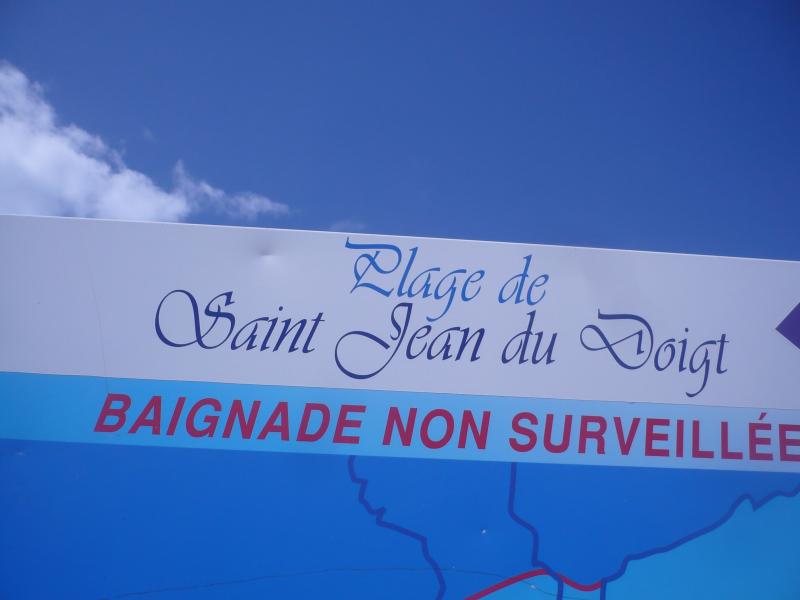 Plage de
Saint Jean du Doigt
BAIGNADE NON SURVEILLÉE